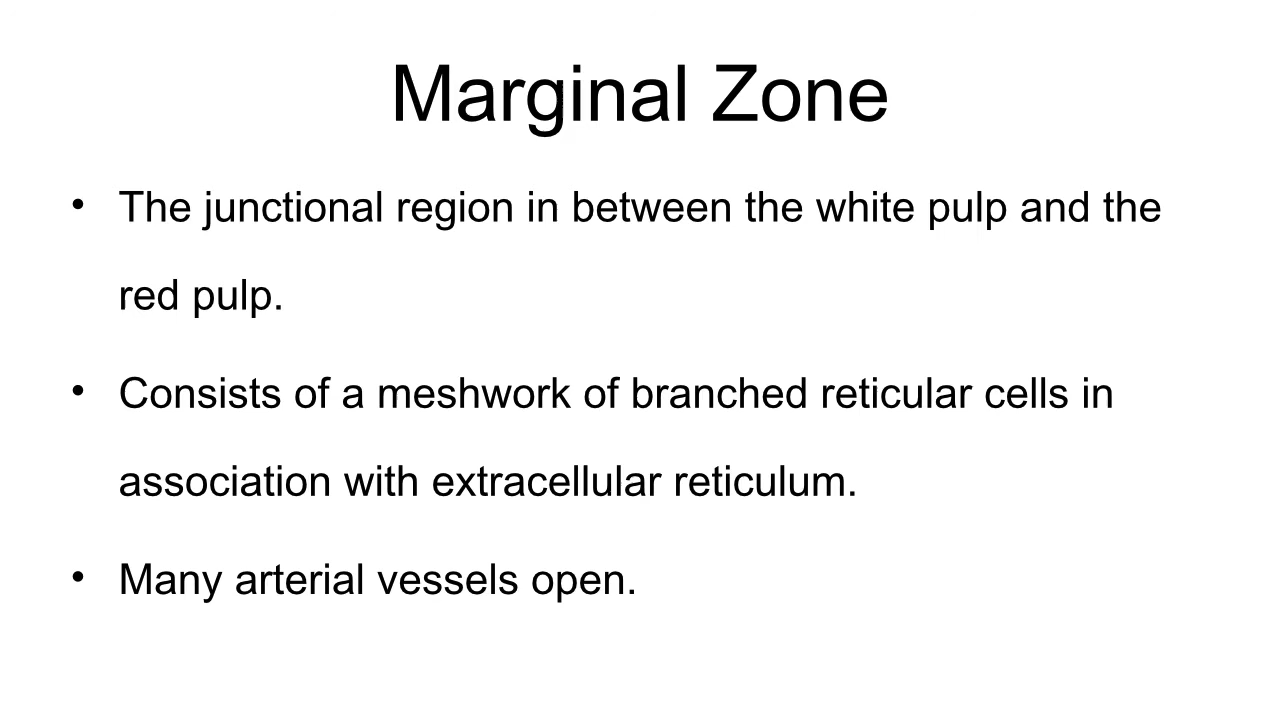 Marginal Zone
• The junctional region in between the white pulp and the
red pulp.
• Consists of a meshwork of branched reticular cells in
association with extracellular reticulum.
• Many arterial vessels open.